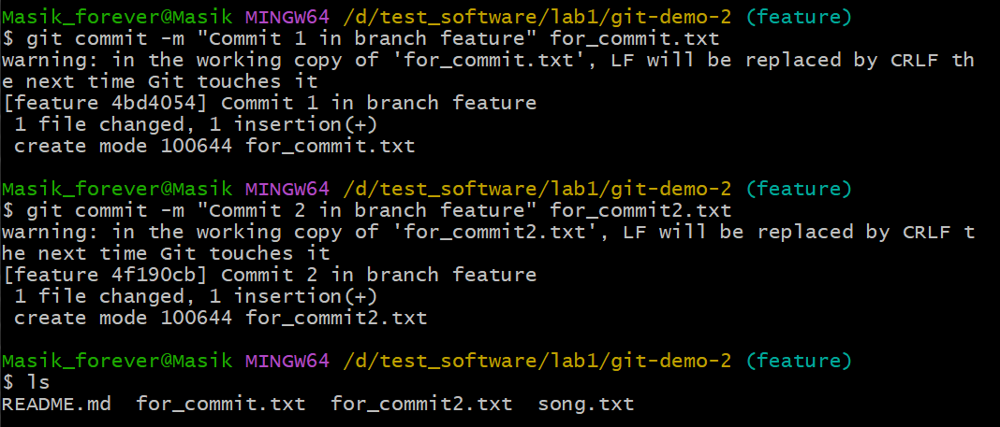 Masik_forever@Masik MINGW64 /d/test_software/lab1/git-demo-2 (feature)
$ git commit -m "Commit 1 in branch feature" for_commit.txt
warning: in the working copy of 'for_commit.txt', LF will be replaced by CRLF th
e next time Git touches it
[feature 4bd4054] Commit 1 in branch feature
 1 file changed, 1 insertion(+)
 create mode 100644 for_commit.txt

Masik_forever@Masik MINGW64 /d/test_software/lab1/git-demo-2 (feature)
$ git commit -m "Commit 2 in branch feature" for_commit2.txt
warning: in the working copy of 'for_commit2.txt', LF will be replaced by CRLF t
he next time Git touches it
[feature 4f190cb] Commit 2 in branch feature
 1 file changed, 1 insertion(+)
 create mode 100644 for_commit2.txt

Masik_forever@Masik MINGW64 /d/test_software/lab1/git-demo-2 (feature)
$ ls
README.md  for_commit.txt  for_commit2.txt  song.txt